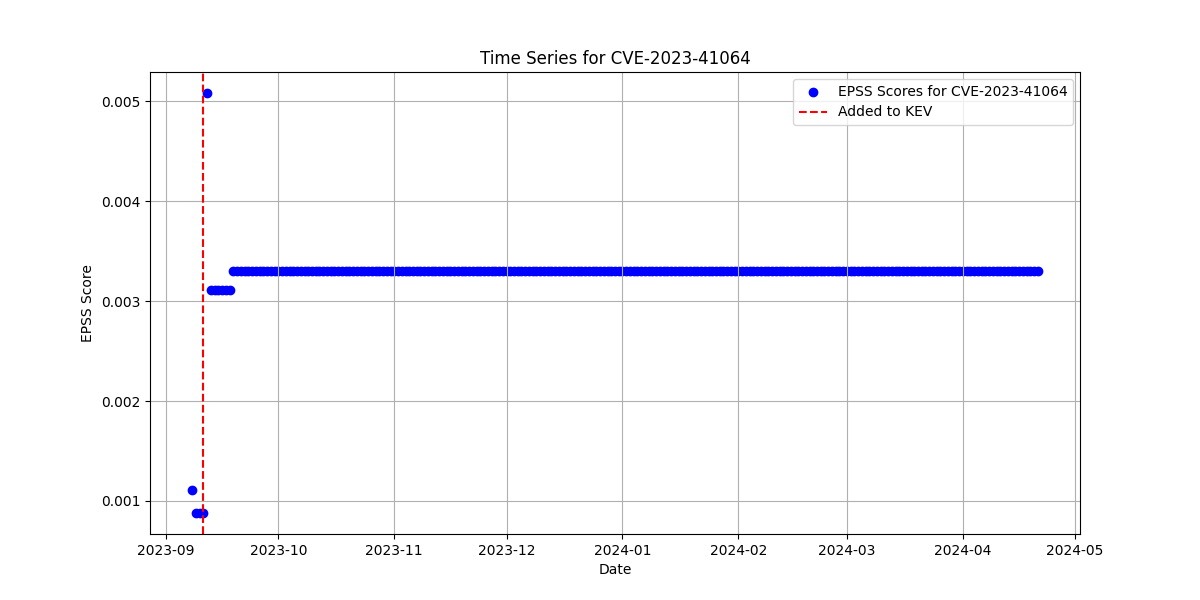 Time Series for CVE-2023-41064
EPSS Scores for CVE-2023-41064
Added to KEV
EPSS Score
0.005
0.004
0.003
0.002
0.001
2023-09 2023-10 2023-11 2023-12 2024-01 2024-02 2024-03 2024-04 2024-05
Date